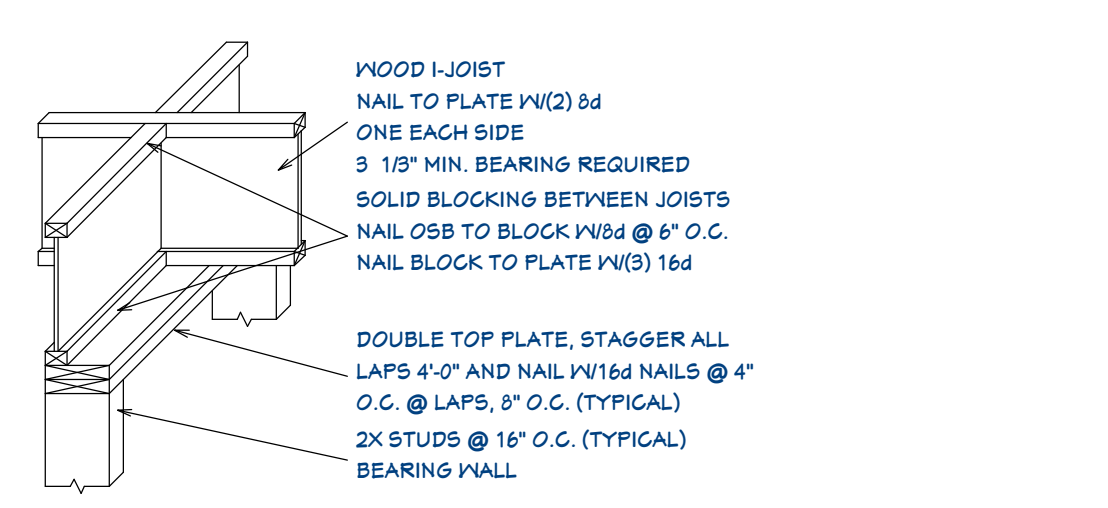 WOOD I-JOIST
NAIL TO PLATE W/(2) 8d
ONE EACH SIDE
3 1/3" MIN. BEARING REQUIRED
SOLID BLOCKING BETWEEN JOISTS
NAIL OSB TO BLOCK W/8d @ 6" O.C.
NAIL BLOCK TO PLATE W/(3) 16d
DOUBLE TOP PLATE, STAGGER ALL
LAPS 4'-0" AND NAIL W/16d NAILS @ 4"
O.C. @ LAPS, 8" O.C. (TYPICAL)
2X STUDS @ 16" O.C. (TYPICAL)
BEARING WALL